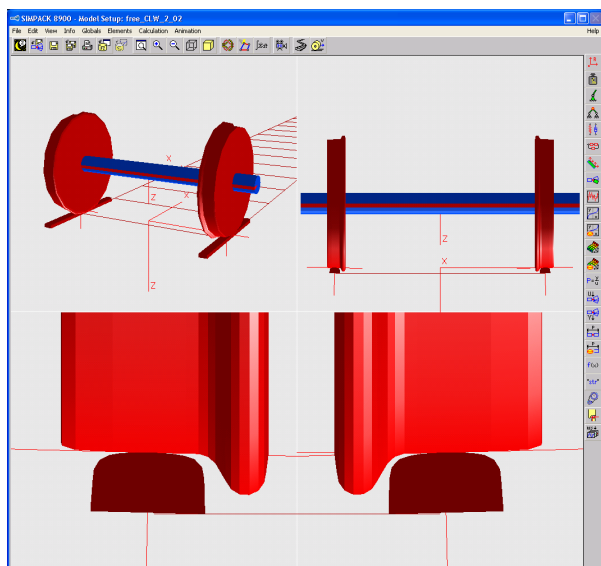 SIMPACK 8900 - Model Setup: free_CLW_2_02
File Edit View Info Globals Elements Calculation Animation Help
X
Z
X
Z
Z
X
f(x)